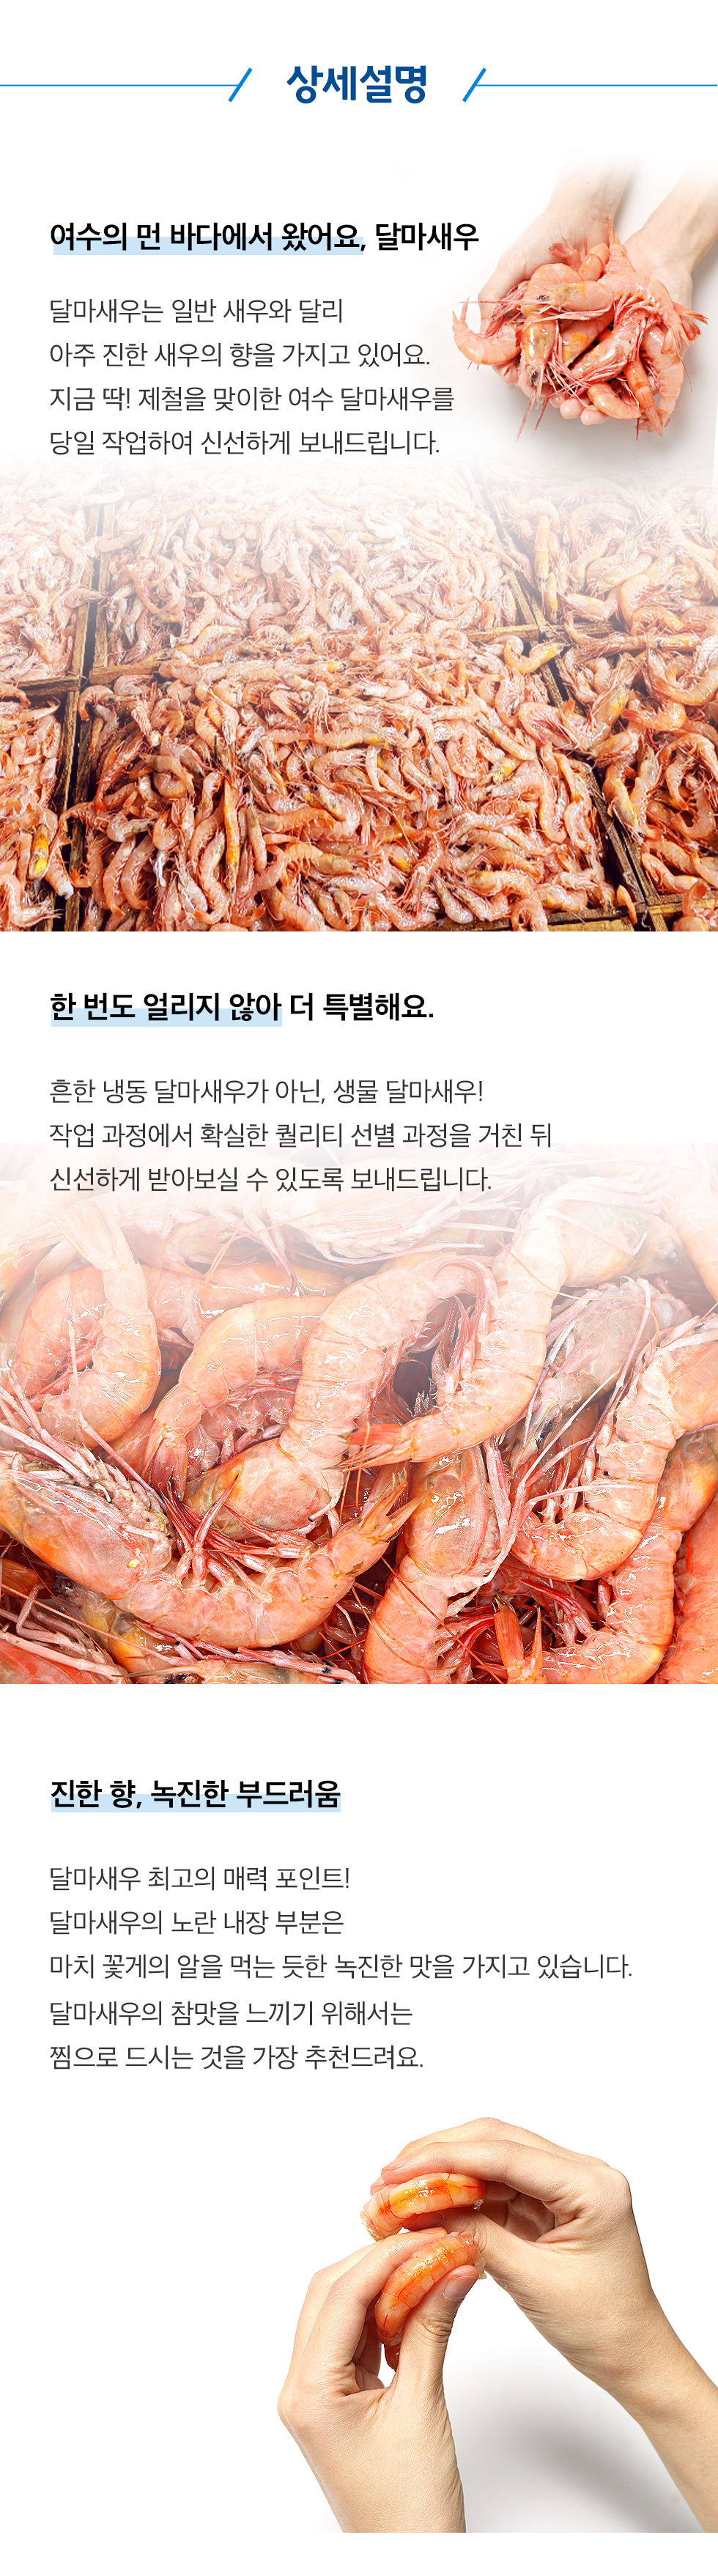 상세설명
여수의 먼 바다에서 왔어요, 달마새우
달마새우는 일반 새우와 달리
아주 진한 새우의 향을 가지고 있어요.
지금 딱! 제철을 맞이한 여수 달마새우를
당일 작업하여 신선하게 보내드립니다.
한 번도 얼리지 않아 더 특별해요.
흔한 냉동 달마새우가 아닌, 생물 달마새우!
작업 과정에서 확실한 퀄리티 선별 과정을 거친 뒤
신선하게 받아보실 수 있도록 보내드립니다.
진한 향, 녹진한 부드러움
달마새우 최고의 매력 포인트!
달마새우의 노란 내장 부분은
마치 꽃게의 알을 먹는 듯한 녹진한 맛을 가지고 있습니다.
달마새우의 참맛을 느끼기 위해서는
찜으로 드시는 것을 가장 추천드려요.